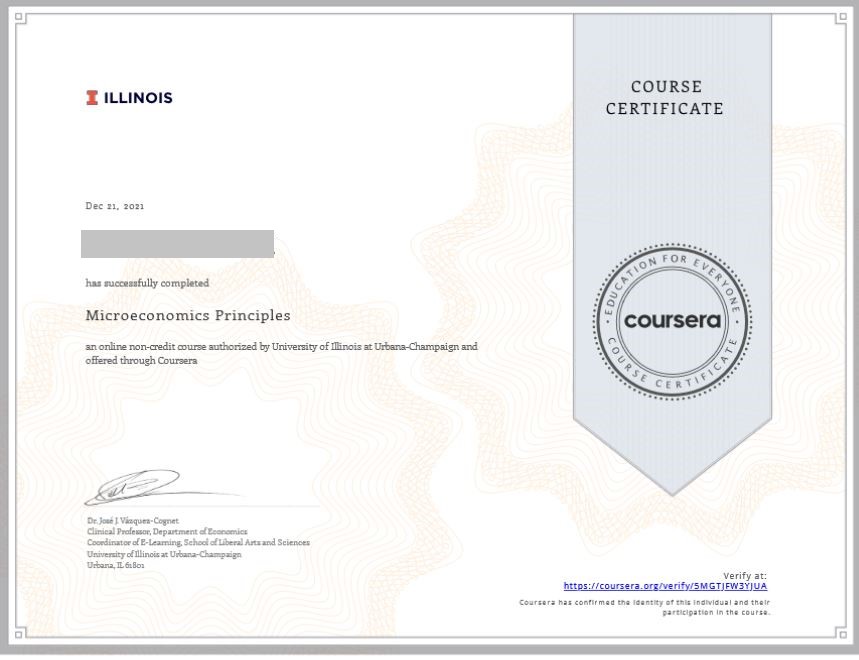 ILLINOIS
COURSE
CERTIFICATE
Dec 21, 2021
has successfully completed
Microeconomics Principles
an online non-credit course authorized by University of Illinois at Urbana-Champaign and
offered through Coursera
EDUCATION FOR EVERYONE
coursera
COURSE CERTIFICATE
Dr. José J. Vázquez-Cognet
Clinical Professor, Department of Economics
Coordinator of E-Learning, School of Liberal Arts and Sciences
University of Illinois at Urbana-Champaign
Urbana, IL 61801
Verify at:
https://coursera.org/verify/5MGTJFW3YJUA
Coursera has confirmed the identity of this individual and their
participation in the course.